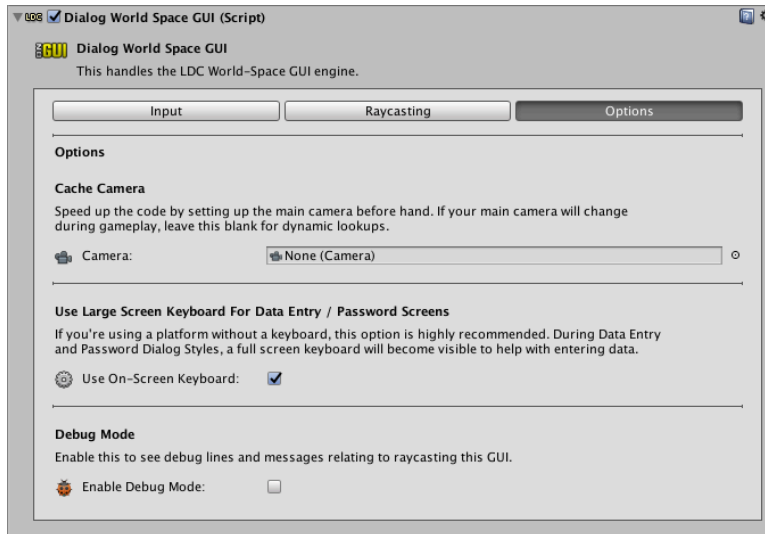 LDC Dialog World Space GUI (Script)
GUI Dialog World Space GUI
This handles the LDC World-Space GUI engine.
Input Raycasting Options
Options
Cache Camera
Speed up the code by setting up the main camera before hand. If your main camera will change
during gameplay, leave this blank for dynamic lookups.
Camera: None (Camera)
Use Large Screen Keyboard For Data Entry / Password Screens
If you're using a platform without a keyboard, this option is highly recommended. During Data Entry
and Password Dialog Styles, a full screen keyboard will become visible to help with entering data.
Use On-Screen Keyboard:
Debug Mode
Enable this to see debug lines and messages relating to raycasting this GUI.
Enable Debug Mode: